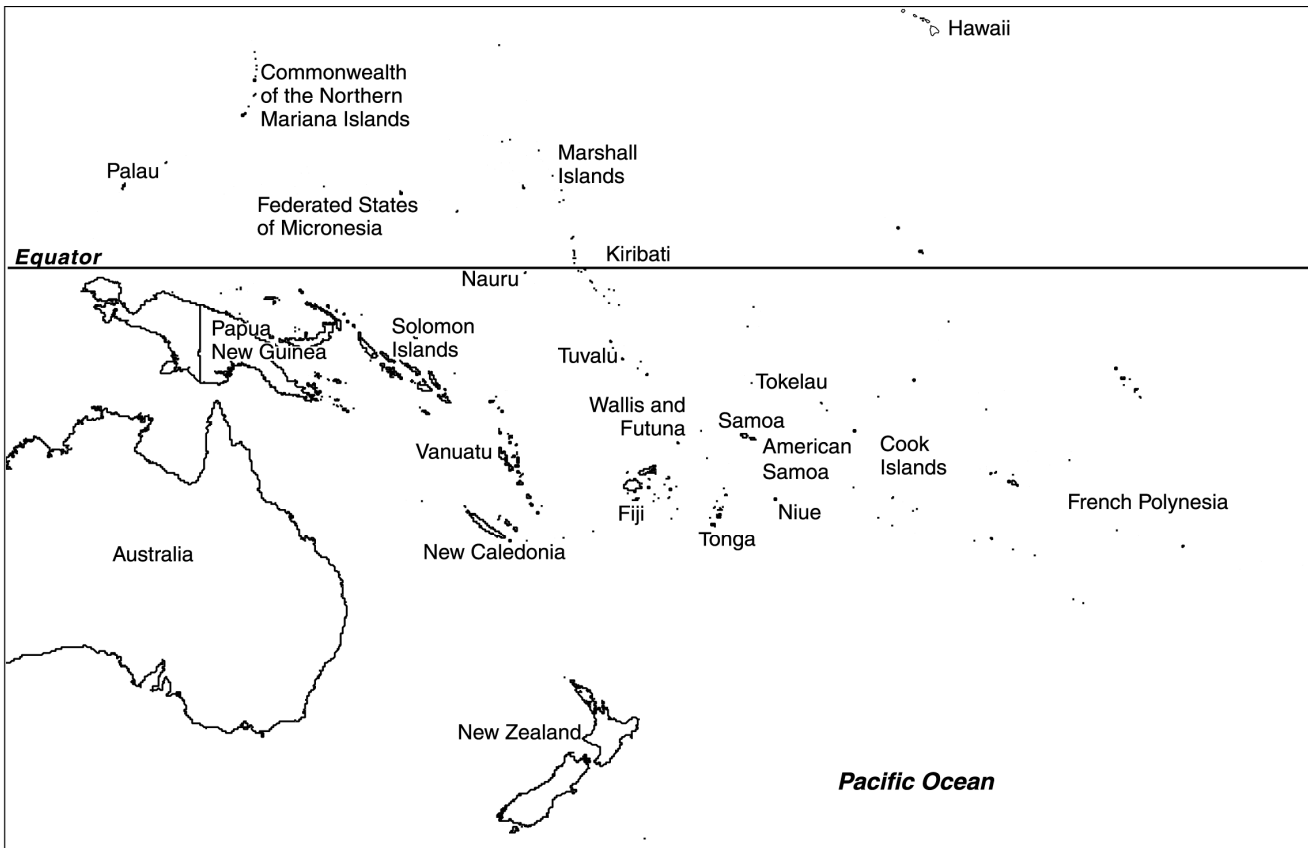 Hawaii
Commonwealth
of the Northern
Mariana Islands
Marshall
Islands
Palau
Federated States
of Micronesia
Equator
Kiribati
Nauru
Papua
New Guinea
Solomon
Islands
Tuvalu
Tokelau
Wallis and
Futuna
Samoa
American
Samoa
Cook
Islands
Vanuatu
Fiji
Niue
French Polynesia
Tonga
New Caledonia
Australia
New Zealand
Pacific Ocean